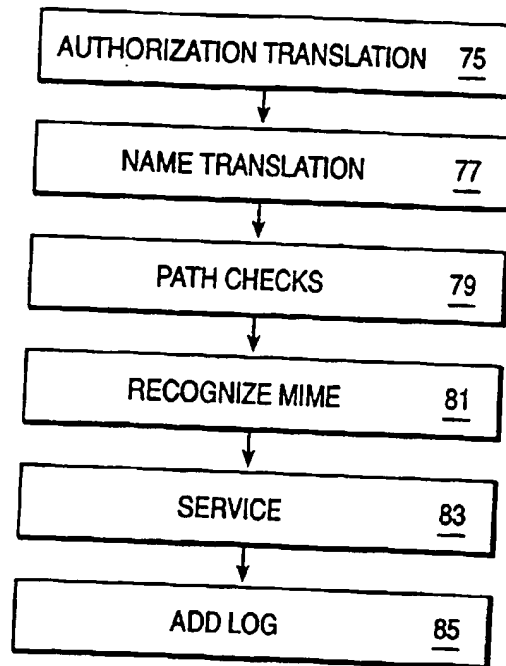 AUTHORIZATION TRANSLATION 75
NAME TRANSLATION 77
PATH CHECKS 79
RECOGNIZE MIME 81
SERVICE 83
ADD LOG 85